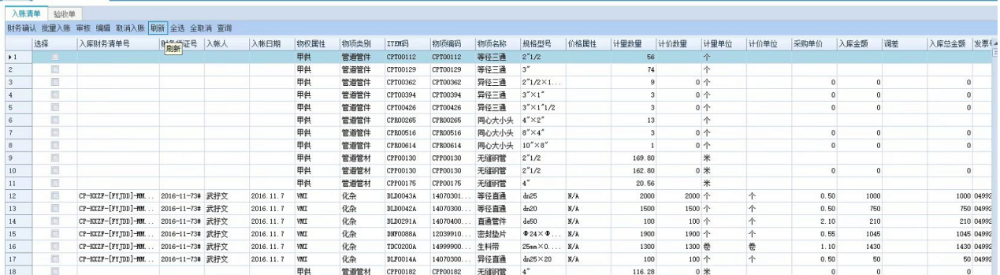 入账清单 验收单
财务确认 批量入账 审核 编辑 取消入账 刷新 全选 全取消 查询
选择 入库财务清单号 入帐人 入帐日期 物权属性 物项类别 ITEM码 物项编码 物项名称 规格型号 价格属性 计量数量 计价数量 计量单位 计价单位 采购单价 入库金额 调差 入库总金额
刷新
1 甲供 管道管件 CPT00112 CPT00112 等径三通 2"1/2 56 个
2 甲供 管道管件 CPT00129 CPT00129 等径三通 3" 74 个
3 甲供 管道管件 CPT00362 CPT00362 异径三通 2"1/2×1... 9 0 个 0 0 0
4 甲供 管道管件 CPT00394 CPT00394 异径三通 3"×1" 3 0 个 0 0 0
5 甲供 管道管件 CPT00426 CPT00426 异径三通 3"×1"1/2 3 0 个 0 0 0
6 甲供 管道管件 CPR00265 CPR00265 同心大小头 4"×2" 13 个
7 甲供 管道管件 CPR00516 CPR00516 同心大小头 8"×4" 3 0 个 0 0 0
8 甲供 管道管件 CPR00614 CPR00614 同心大小头 10"×8" 1 0 个 0 0 0
9 甲供 管道管材 CPP00130 CPP00130 无缝钢管 2"1/2 169.80 米
10 甲供 管道管材 CPP00130 CPP00130 无缝钢管 2"1/2 162.80 0 米 0 0 0
11 甲供 管道管材 CPP00175 CPP00175 无缝钢管 4" 20.56 米
12 CP-KXZF-[FYJDD]-MM... 2016-11-73# 武抒文 2016.11.7 VMI 化杂 DLD0043A 14070301... 等径直通 dn25 N/A 2000 2000 个 个 0.50 1000 1000 04992
13 CP-KXZF-[FYJDD]-MM... 2016-11-73# 武抒文 2016.11.7 VMI 化杂 DLD0042A 14070300... 等径直通 dn20 N/A 1500 1500 个 个 0.50 750 750 04992
14 CP-KXZF-[FYJDD]-MM... 2016-11-73# 武抒文 2016.11.7 VMI 化杂 DLD0291A 14070400... 直通管件 de50 N/A 100 100 个 个 2.10 210 210 04992
15 CP-KXZF-[FYJDD]-MM... 2016-11-73# 武抒文 2016.11.7 VMI 化杂 DNF0088A 12039910... 密封垫片 Φ24×Φ... N/A 1900 1900 个 个 0.55 1045 1045 04992
16 CP-KXZF-[FYJDD]-MM... 2016-11-73# 武抒文 2016.11.7 VMI 化杂 TDC0200A 14999900... 生料带 25mm×0... N/A 1300 1300 卷 卷 1.10 1430 1430 04992
17 CP-KXZF-[FYJDD]-MM... 2016-11-73# 武抒文 2016.11.7 VMI 化杂 DLF0014A 14070300... 异径直通 dn25×20 N/A 100 100 个 个 0.50 50 50 04992
18 甲供 管道管材 CPP00182 CPP00182 无缝钢管 4" 116.28 0 米 0 0 0